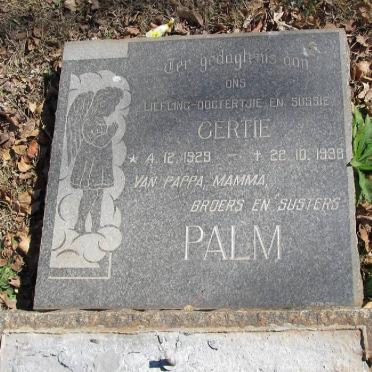 Ter gedagtenis aan
ONS
LIEFLING-DOGTERTJIE EN SUSSIE
GERTIE
* 4.12.1929 — + 22.10.1938
VAN PAPPA, MAMMA,
BROERS EN SUSTERS
PALM